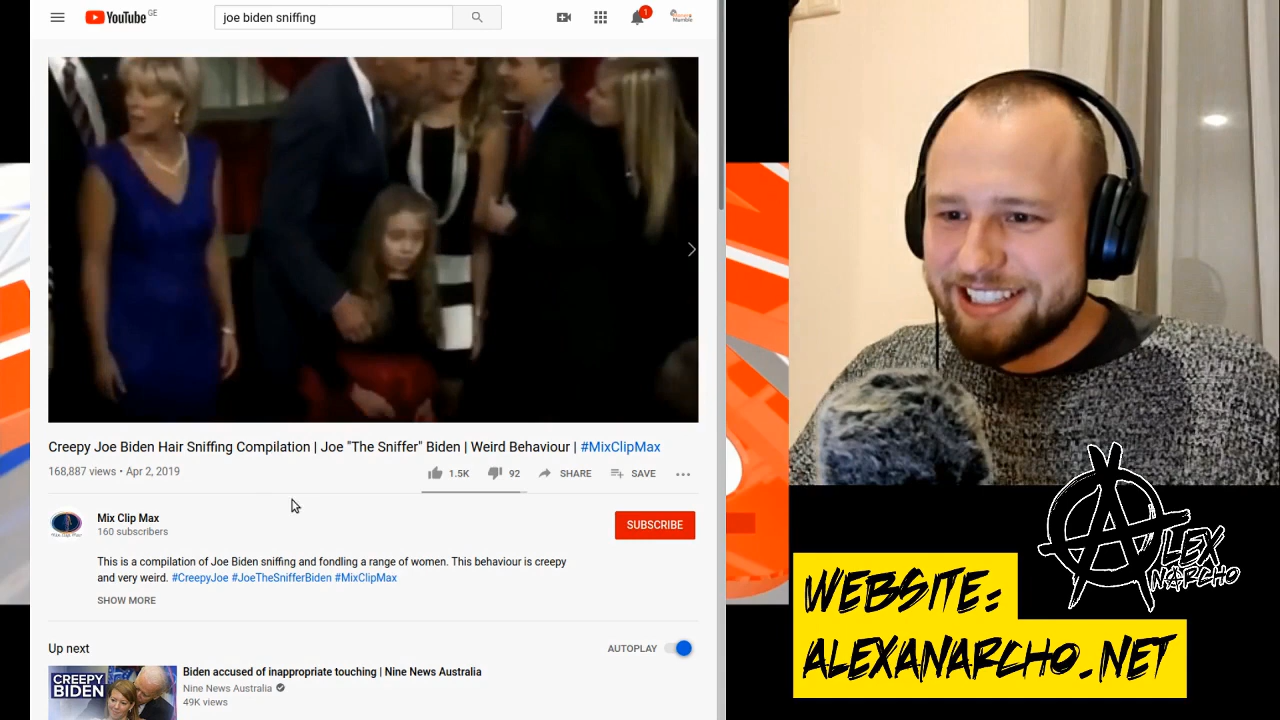 YouTube GE
joe biden sniffing
1
Creepy Joe Biden Hair Sniffing Compilation | Joe "The Sniffer" Biden | Weird Behaviour | #MixClipMax
168,887 views • Apr 2, 2019
1.5K
92
SHARE
SAVE
Mix Clip Max
160 subscribers
SUBSCRIBE
This is a compilation of Joe Biden sniffing and fondling a range of women. This behaviour is creepy
and very weird. #CreepyJoe #JoeTheSnifferBiden #MixClipMax
SHOW MORE
Up next
AUTOPLAY
CREEPY
BIDEN
Biden accused of inappropriate touching | Nine News Australia
Nine News Australia
49K views
ALEX
NARCHO
WEBSITE:
ALEXANARCHO.NET